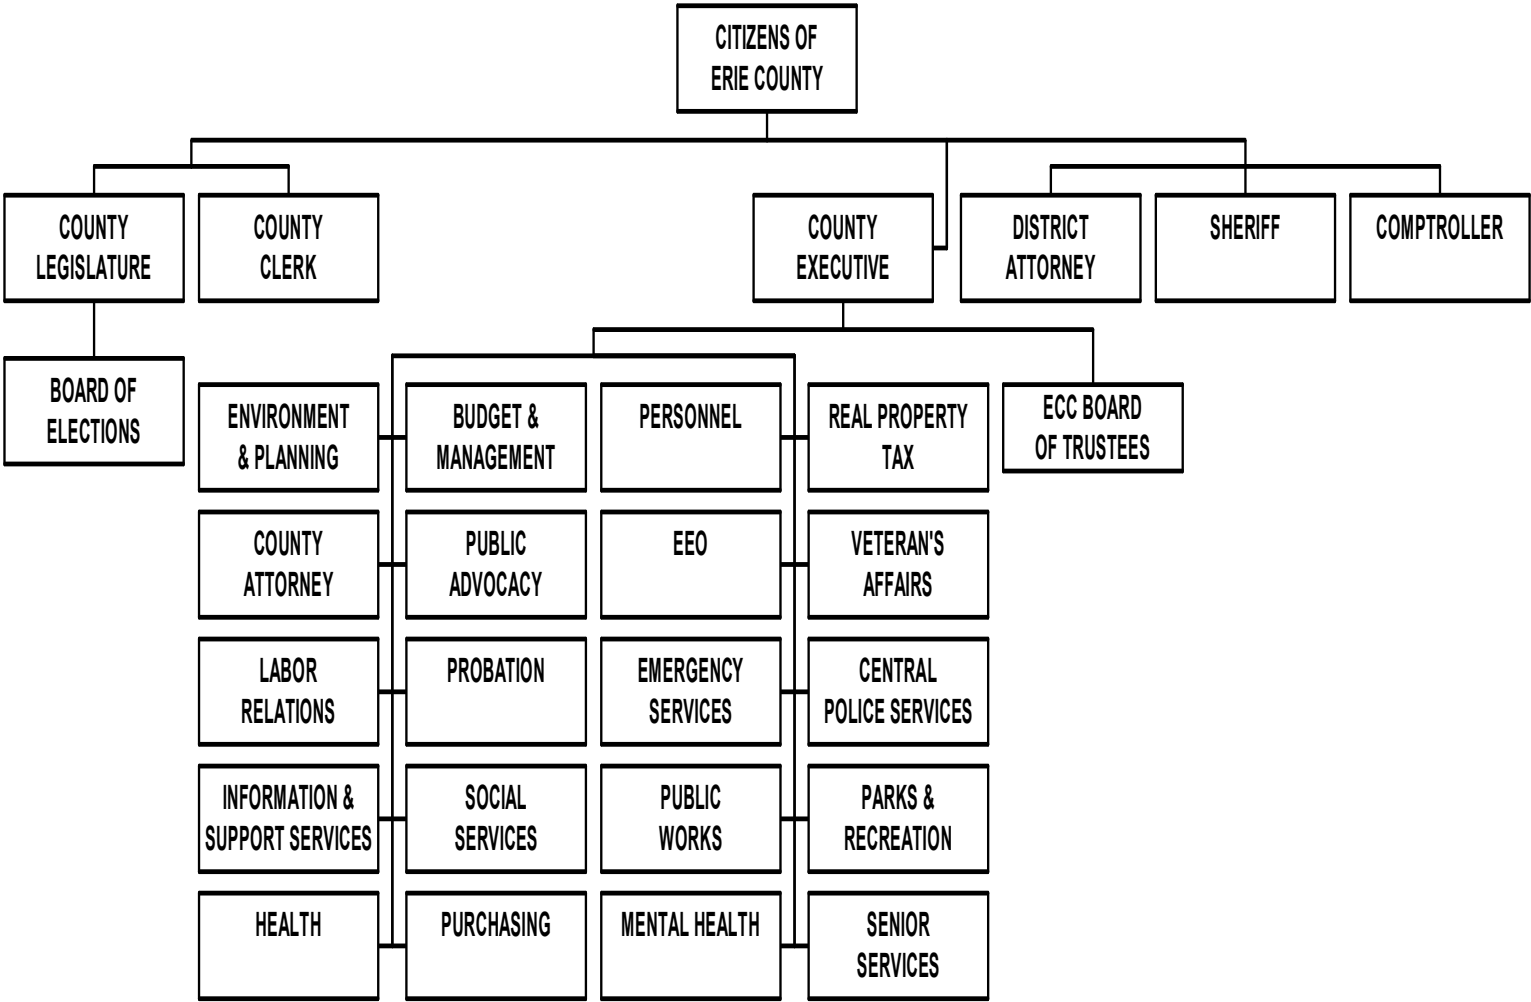 CITIZENS OF
ERIE COUNTY
COUNTY
LEGISLATURE
COUNTY
CLERK
COUNTY
EXECUTIVE
DISTRICT
ATTORNEY
SHERIFF
COMPTROLLER
BOARD OF
ELECTIONS
ENVIRONMENT
& PLANNING
BUDGET &
MANAGEMENT
PERSONNEL
REAL PROPERTY
TAX
ECC BOARD
OF TRUSTEES
COUNTY
ATTORNEY
PUBLIC
ADVOCACY
EEO
VETERAN'S
AFFAIRS
LABOR
RELATIONS
PROBATION
EMERGENCY
SERVICES
CENTRAL
POLICE SERVICES
INFORMATION &
SUPPORT SERVICES
SOCIAL
SERVICES
PUBLIC
WORKS
PARKS &
RECREATION
HEALTH
PURCHASING
MENTAL HEALTH
SENIOR
SERVICES